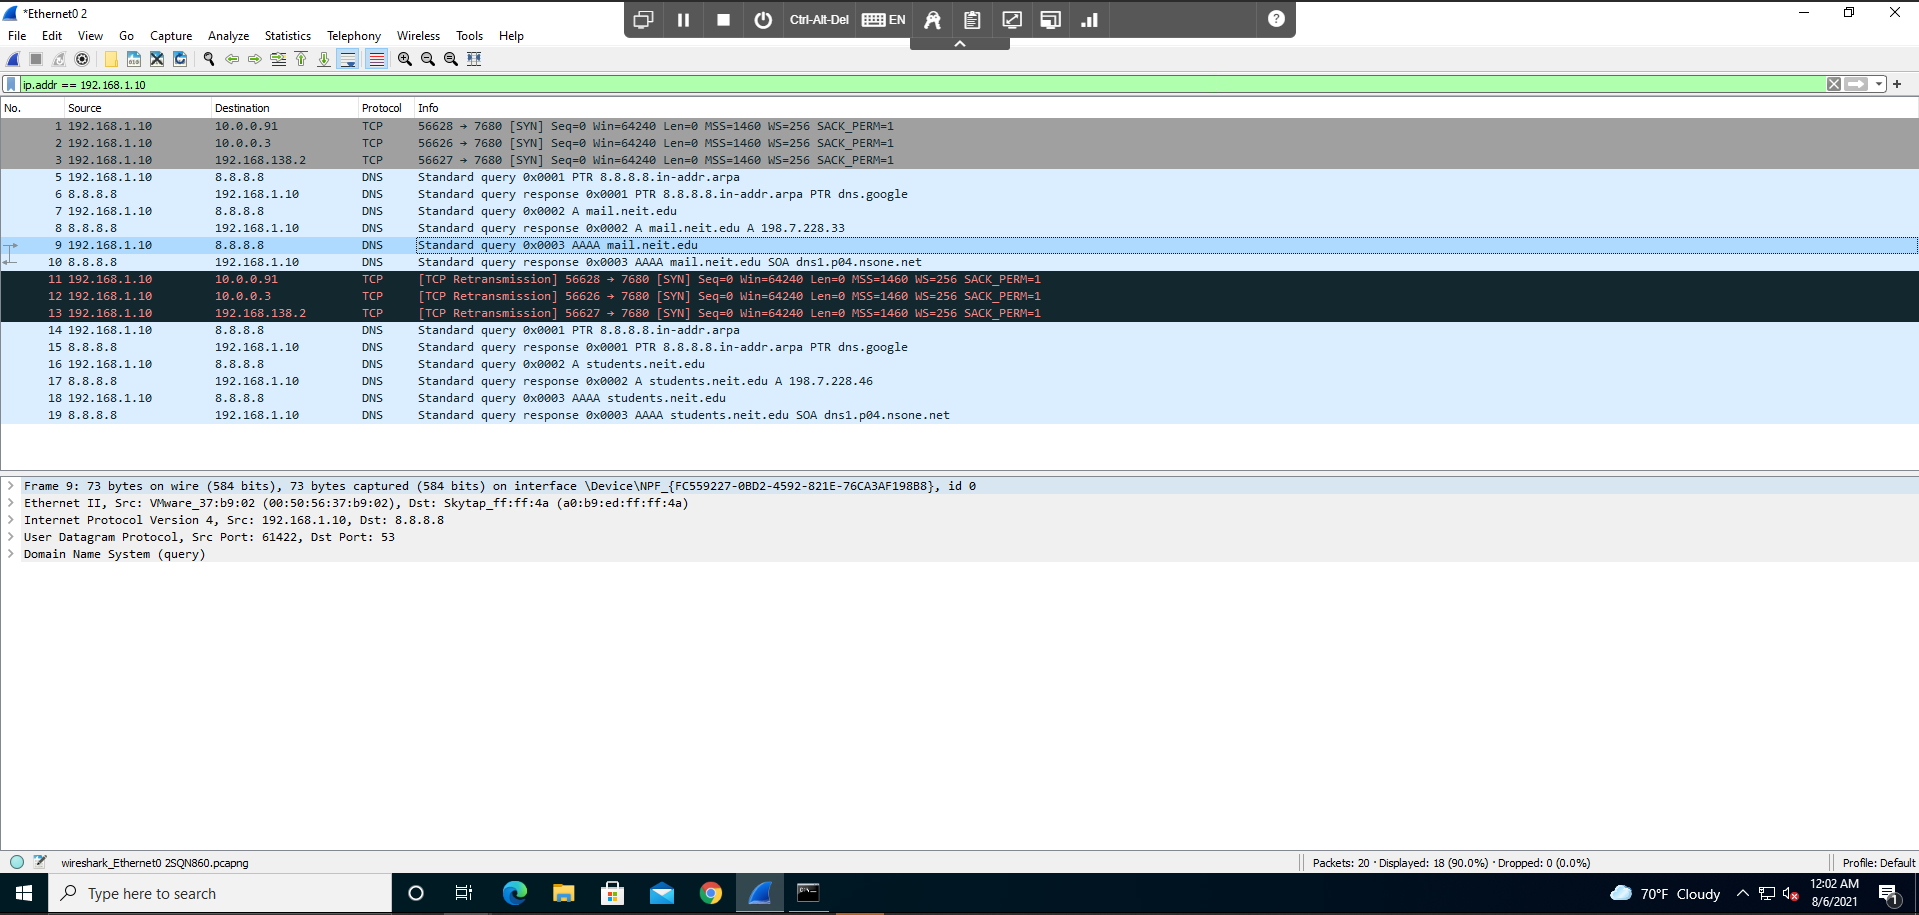 *Ethernet0 2
Ctrl-Alt-Del EN
File Edit View Go Capture Analyze Statistics Telephony Wireless Tools Help
ip.addr == 192.168.1.10
No. Source Destination Protocol Info
1 192.168.1.10 10.0.0.91 TCP 56628 → 7680 [SYN] Seq=0 Win=64240 Len=0 MSS=1460 WS=256 SACK_PERM=1
2 192.168.1.10 10.0.0.3 TCP 56626 → 7680 [SYN] Seq=0 Win=64240 Len=0 MSS=1460 WS=256 SACK_PERM=1
3 192.168.1.10 192.168.138.2 TCP 56627 → 7680 [SYN] Seq=0 Win=64240 Len=0 MSS=1460 WS=256 SACK_PERM=1
5 192.168.1.10 8.8.8.8 DNS Standard query 0x0001 PTR 8.8.8.8.in-addr.arpa
6 8.8.8.8 192.168.1.10 DNS Standard query response 0x0001 PTR 8.8.8.8.in-addr.arpa PTR dns.google
7 192.168.1.10 8.8.8.8 DNS Standard query 0x0002 A mail.neit.edu
8 8.8.8.8 192.168.1.10 DNS Standard query response 0x0002 A mail.neit.edu A 198.7.228.33
9 192.168.1.10 8.8.8.8 DNS Standard query 0x0003 AAAA mail.neit.edu
10 8.8.8.8 192.168.1.10 DNS Standard query response 0x0003 AAAA mail.neit.edu SOA dns1.p04.nsone.net
11 192.168.1.10 10.0.0.91 TCP [TCP Retransmission] 56628 → 7680 [SYN] Seq=0 Win=64240 Len=0 MSS=1460 WS=256 SACK_PERM=1
12 192.168.1.10 10.0.0.3 TCP [TCP Retransmission] 56626 → 7680 [SYN] Seq=0 Win=64240 Len=0 MSS=1460 WS=256 SACK_PERM=1
13 192.168.1.10 192.168.138.2 TCP [TCP Retransmission] 56627 → 7680 [SYN] Seq=0 Win=64240 Len=0 MSS=1460 WS=256 SACK_PERM=1
14 192.168.1.10 8.8.8.8 DNS Standard query 0x0001 PTR 8.8.8.8.in-addr.arpa
15 8.8.8.8 192.168.1.10 DNS Standard query response 0x0001 PTR 8.8.8.8.in-addr.arpa PTR dns.google
16 192.168.1.10 8.8.8.8 DNS Standard query 0x0002 A students.neit.edu
17 8.8.8.8 192.168.1.10 DNS Standard query response 0x0002 A students.neit.edu A 198.7.228.46
18 192.168.1.10 8.8.8.8 DNS Standard query 0x0003 AAAA students.neit.edu
19 8.8.8.8 192.168.1.10 DNS Standard query response 0x0003 AAAA students.neit.edu SOA dns1.p04.nsone.net
Frame 9: 73 bytes on wire (584 bits), 73 bytes captured (584 bits) on interface \Device\NPF_{FC559227-0BD2-4592-821E-76CA3AF198B8}, id 0
Ethernet II, Src: VMware_37:b9:02 (00:50:56:37:b9:02), Dst: Skytap_ff:ff:4a (a0:b9:ed:ff:ff:4a)
Internet Protocol Version 4, Src: 192.168.1.10, Dst: 8.8.8.8
User Datagram Protocol, Src Port: 61422, Dst Port: 53
Domain Name System (query)
wireshark_Ethernet0 2SQN860.pcapng
Packets: 20 · Displayed: 18 (90.0%) · Dropped: 0 (0.0%)
Profile: Default
Type here to search
70°F Cloudy
12:02 AM
8/6/2021
1